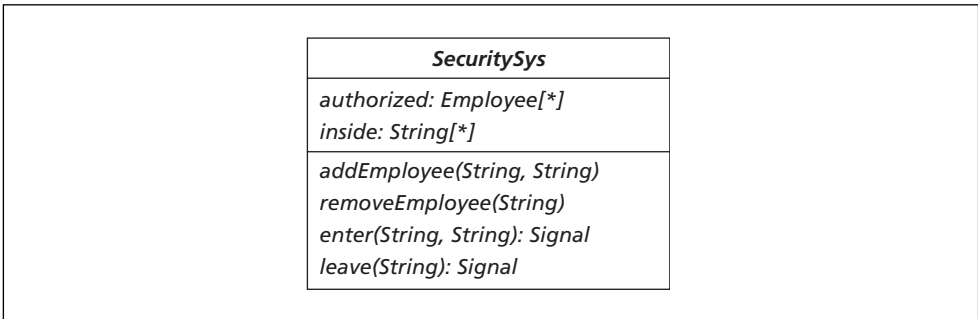 SecuritySys
authorized: Employee[*]
inside: String[*]
addEmployee(String, String)
removeEmployee(String)
enter(String, String): Signal
leave(String): Signal